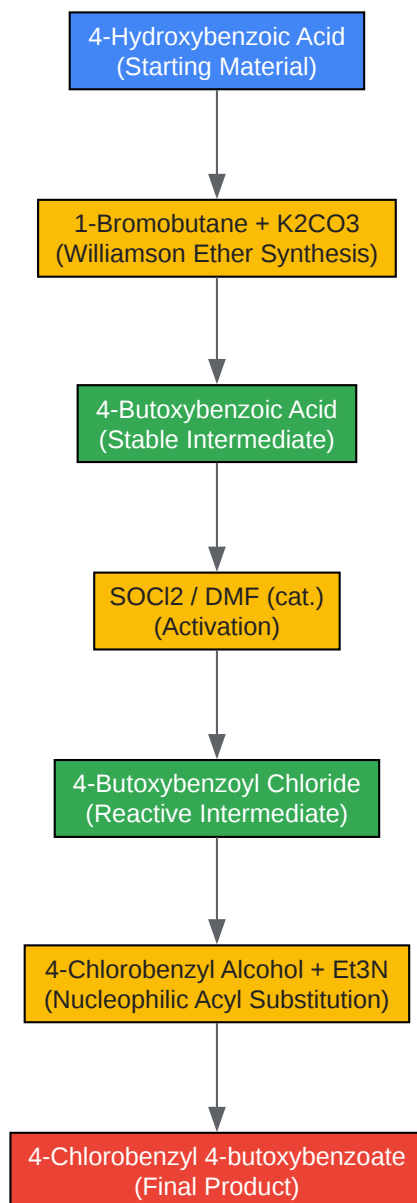 4-Hydroxybenzoic Acid
(Starting Material)
1-Bromobutane + K2CO3
(Williamson Ether Synthesis)
4-Butoxybenzoic Acid
(Stable Intermediate)
SOCl2 / DMF (cat.)
(Activation)
4-Butoxybenzoyl Chloride
(Reactive Intermediate)
4-Chlorobenzyl Alcohol + Et3N
(Nucleophilic Acyl Substitution)
4-Chlorobenzyl 4-butoxybenzoate
(Final Product)